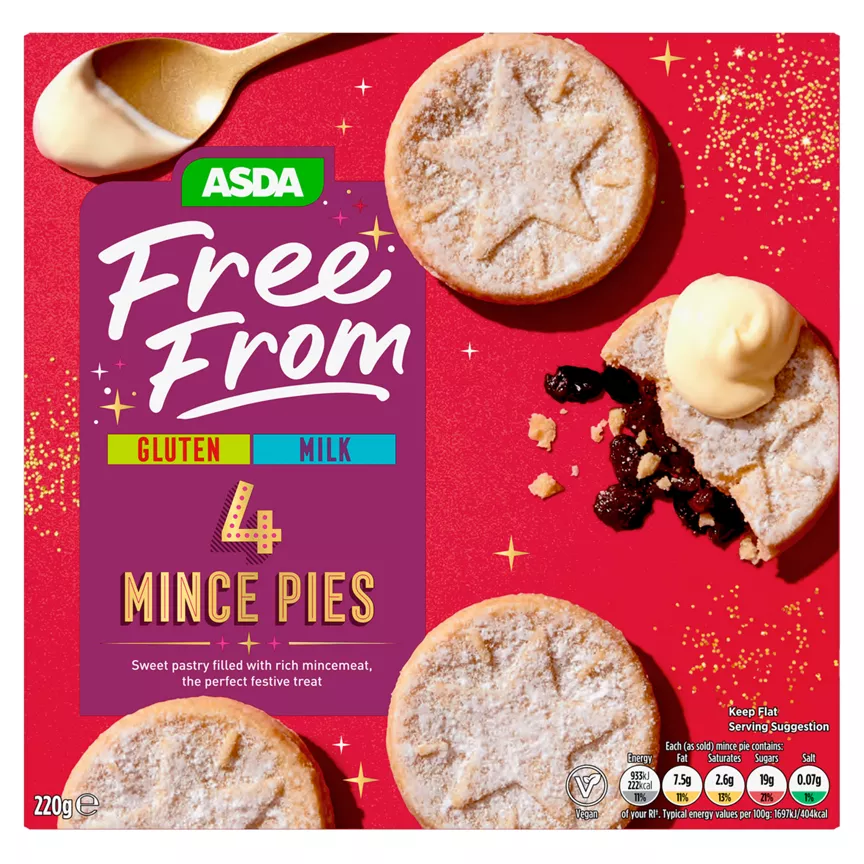 ASDA
Free
From
GLUTEN MILK
4
MINCE PIES
Sweet pastry filled with rich mincemeat,
the perfect festive treat
Keep Flat
Serving Suggestion
Each (as sold) mince pie contains:
Energy Fat Saturates Sugars Salt
933kJ
222kcal 7.5g 2.6g 19g 0.07g
11% 11% 13% 21% 1%
of your RI‡. Typical energy values per 100g: 1697kJ/404kcal
V
Vegan
220g e